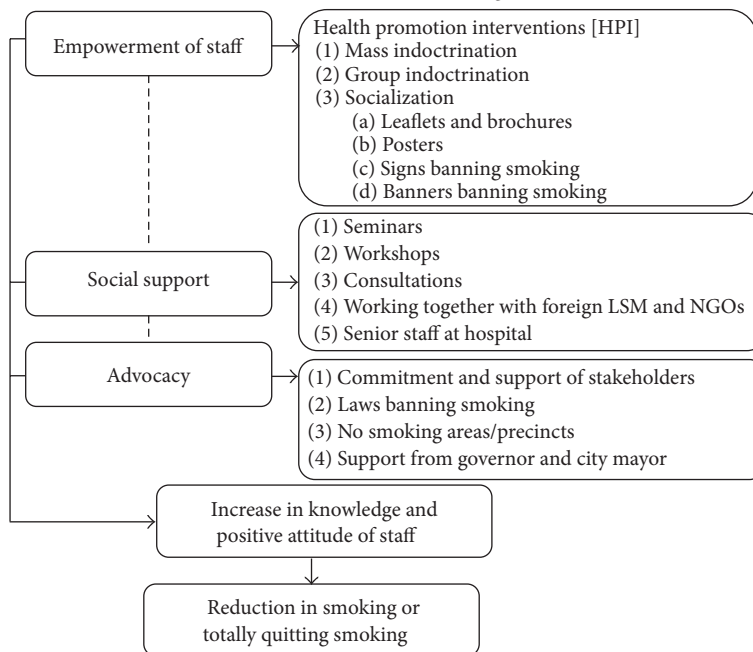 Empowerment of staff
Health promotion interventions [HPI]
(1) Mass indoctrination
(2) Group indoctrination
(3) Socialization
(a) Leaflets and brochures
(b) Posters
(c) Signs banning smoking
(d) Banners banning smoking
Social support
(1) Seminars
(2) Workshops
(3) Consultations
(4) Working together with foreign LSM and NGOs
(5) Senior staff at hospital
Advocacy
(1) Commitment and support of stakeholders
(2) Laws banning smoking
(3) No smoking areas/precincts
(4) Support from governor and city mayor
Increase in knowledge and
positive attitude of staff
Reduction in smoking or
totally quitting smoking